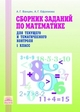 СБОРНИК ЗАДАНИЙ
ПО МАТЕМАТИКЕ
ДЛЯ ТЕКУЩЕГО
И ТЕМАТИЧЕСКОГО
КОНТРОЛЯ
1 КЛАСС